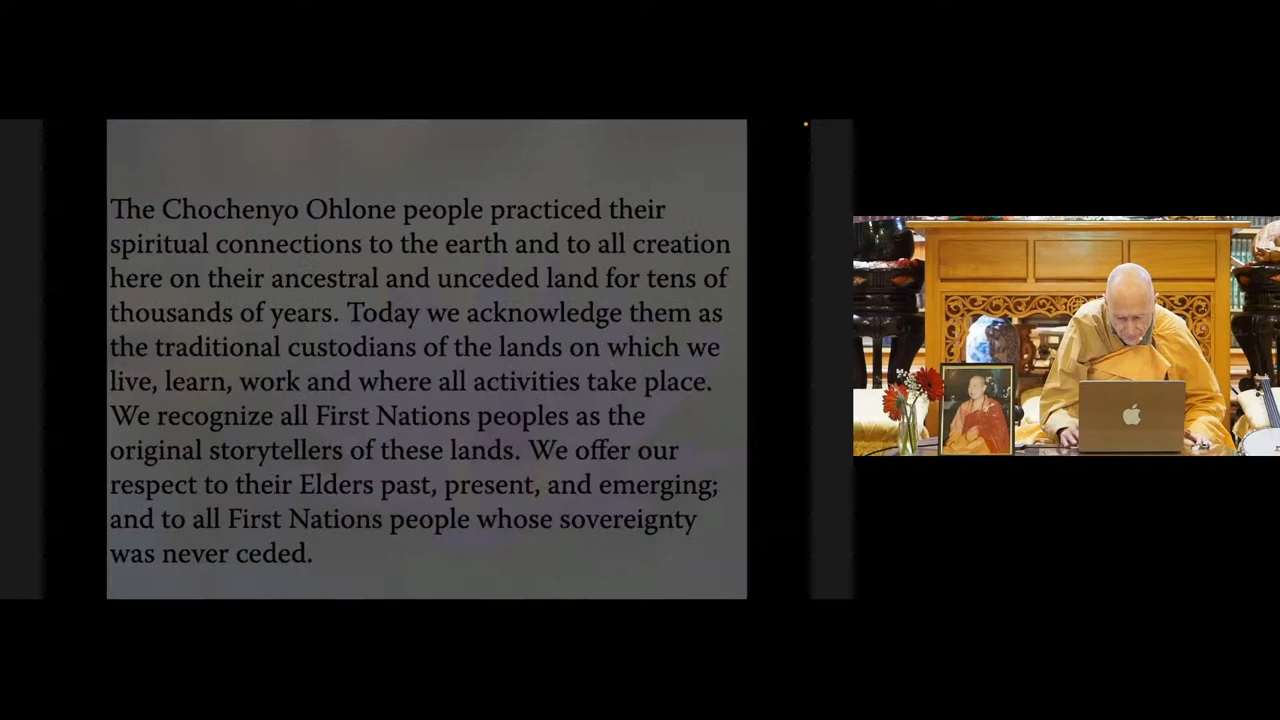 The Chochenyo Ohlone people practiced their
spiritual connections to the earth and to all creation
here on their ancestral and unceded land for tens of
thousands of years. Today we acknowledge them as
the traditional custodians of the lands on which we
live, learn, work and where all activities take place.
We recognize all First Nations peoples as the
original storytellers of these lands. We offer our
respect to their Elders past, present, and emerging;
and to all First Nations people whose sovereignty
was never ceded.